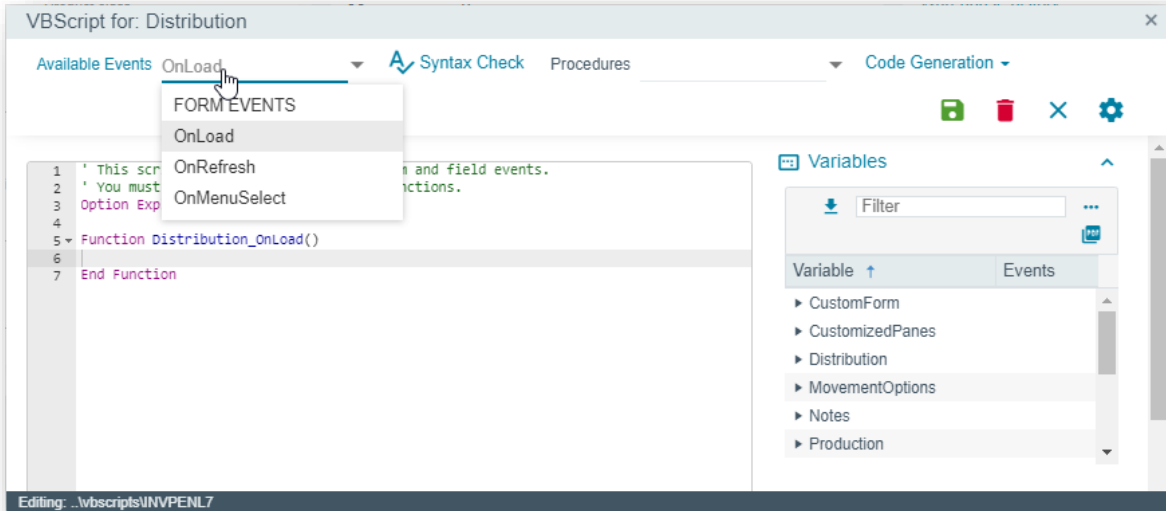 VBScript for: Distribution
Available Events OnLoad Syntax Check Procedures Code Generation
FORM EVENTS
OnLoad
OnRefresh
OnMenuSelect
1 ' This scr m and field events.
2 ' You must nctions.
3 Option Exp
4
5 Function Distribution_OnLoad()
6
7 End Function
Variables
Filter
PDF
Variable ↑ Events
CustomForm
CustomizedPanes
Distribution
MovementOptions
Notes
Production
Editing: ..\vbscripts\INVPENL7